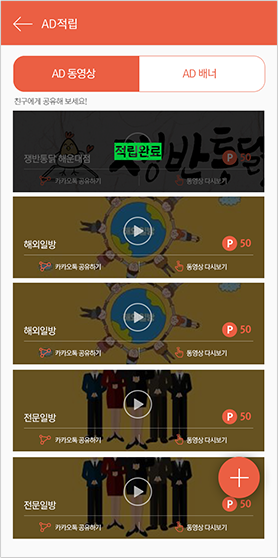 AD적립
AD 동영상
AD 배너
친구에게 공유해 보세요!
적립완료
쟁반통닭
쟁반통닭 해운대점
P 50
카카오톡 공유하기
동영상 다시보기
해외일방
P 50
카카오톡 공유하기
동영상 다시보기
해외일방
P 50
카카오톡 공유하기
동영상 다시보기
전문일방
P 50
카카오톡 공유하기
동영상 다시보기
전문일방
카카오톡 공유하기
동영상 다시보기